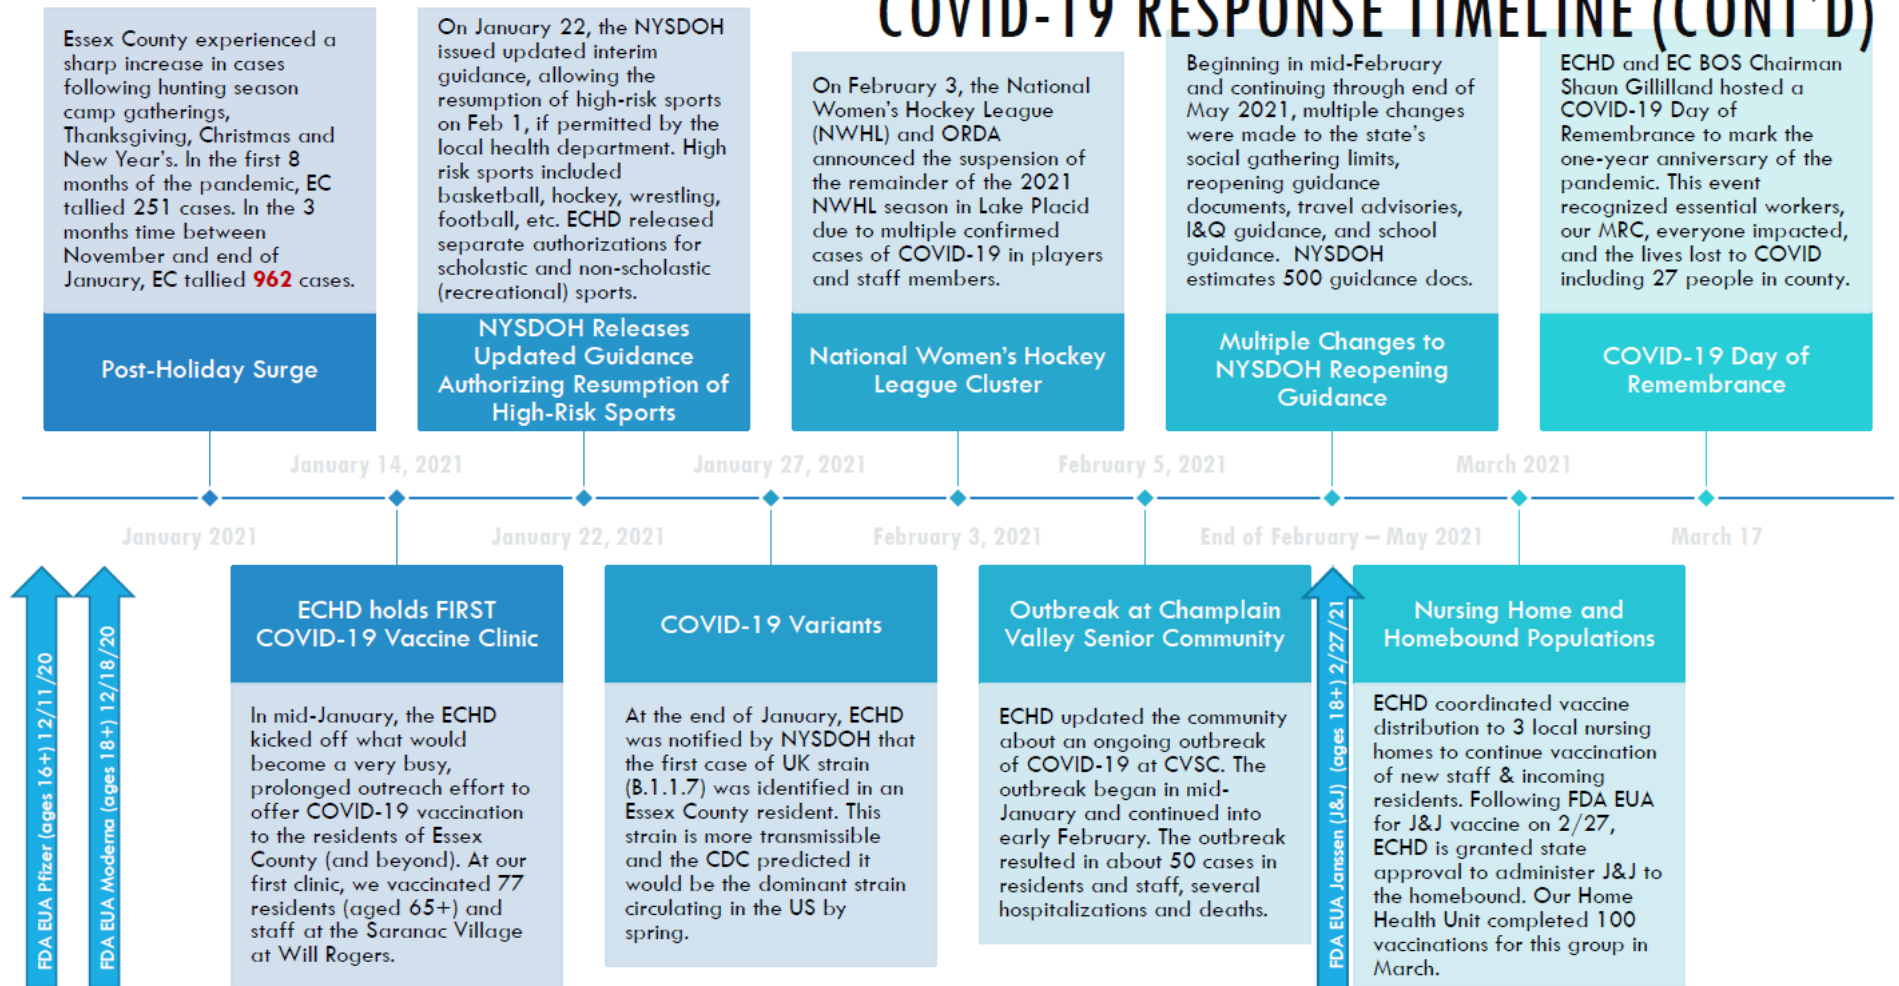 COVID-19 RESPONSE TIMELINE (CONT'D)
Essex County experienced a
sharp increase in cases
following hunting season
camp gatherings,
Thanksgiving, Christmas and
New Year's. In the first 8
months of the pandemic, EC
tallied 251 cases. In the 3
months time between
November and end of
January, EC tallied 962 cases.
Post-Holiday Surge
On January 22, the NYSDOH
issued updated interim
guidance, allowing the
resumption of high-risk sports
on Feb 1, if permitted by the
local health department. High
risk sports included
basketball, hockey, wrestling,
football, etc. ECHD released
separate authorizations for
scholastic and non-scholastic
(recreational) sports.
NYSDOH Releases
Updated Guidance
Authorizing Resumption of
High-Risk Sports
On February 3, the National
Women's Hockey League
(NWHL) and ORDA
announced the suspension of
the remainder of the 2021
NWHL season in Lake Placid
due to multiple confirmed
cases of COVID-19 in players
and staff members.
National Women's Hockey
League Cluster
Beginning in mid-February
and continuing through end of
May 2021, multiple changes
were made to the state's
social gathering limits,
reopening guidance
documents, travel advisories,
I&Q guidance, and school
guidance.  NYSDOH
estimates 500 guidance docs.
Multiple Changes to
NYSDOH Reopening
Guidance
ECHD and EC BOS Chairman
Shaun Gillilland hosted a
COVID-19 Day of
Remembrance to mark the
one-year anniversary of the
pandemic. This event
recognized essential workers,
our MRC, everyone impacted,
and the lives lost to COVID
including 27 people in county.
COVID-19 Day of
Remembrance
January 14, 2021
January 27, 2021
February 5, 2021
March 2021
January 2021
January 22, 2021
February 3, 2021
End of February – May 2021
March 17
FDA EUA Pfizer (ages 16+) 12/11/20
FDA EUA Moderna (ages 18+) 12/18/20
ECHD holds FIRST
COVID-19 Vaccine Clinic
In mid-January, the ECHD
kicked off what would
become a very busy,
prolonged outreach effort to
offer COVID-19 vaccination
to the residents of Essex
County (and beyond). At our
first clinic, we vaccinated 77
residents (aged 65+) and
staff at the Saranac Village
at Will Rogers.
COVID-19 Variants
At the end of January, ECHD
was notified by NYSDOH that
the first case of UK strain
(B.1.1.7) was identified in an
Essex County resident. This
strain is more transmissible
and the CDC predicted it
would be the dominant strain
circulating in the US by
spring.
Outbreak at Champlain
Valley Senior Community
ECHD updated the community
about an ongoing outbreak
of COVID-19 at CVSC. The
outbreak began in mid-
January and continued into
early February. The outbreak
resulted in about 50 cases in
residents and staff, several
hospitalizations and deaths.
FDA EUA Janssen (J&J)  (ages 18+) 2/27/21
Nursing Home and
Homebound Populations
ECHD coordinated vaccine
distribution to 3 local nursing
homes to continue vaccination
of new staff & incoming
residents. Following FDA EUA
for J&J vaccine on 2/27,
ECHD is granted state
approval to administer J&J to
the homebound. Our Home
Health Unit completed 100
vaccinations for this group in
March.